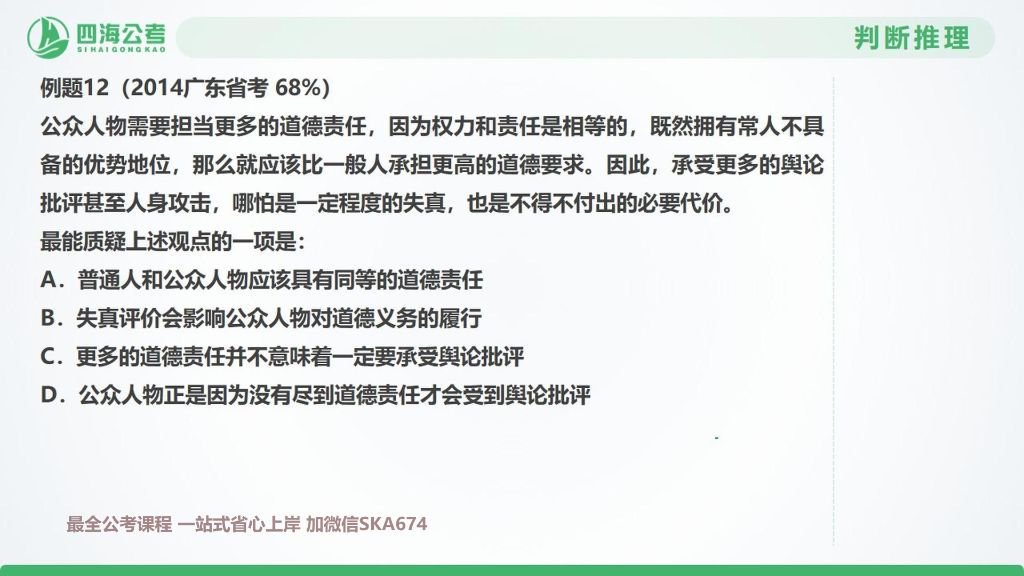 四海公考
SIHAIGONGKAO
判断推理
例题12（2014广东省考 68%）
公众人物需要担当更多的道德责任，因为权力和责任是相等的，既然拥有常人不具
备的优势地位，那么就应该比一般人承担更高的道德要求。因此，承受更多的舆论
批评甚至人身攻击，哪怕是一定程度的失真，也是不得不付出的必要代价。
最能质疑上述观点的一项是：
A．普通人和公众人物应该具有同等的道德责任
B．失真评价会影响公众人物对道德义务的履行
C．更多的道德责任并不意味着一定要承受舆论批评
D．公众人物正是因为没有尽到道德责任才会受到舆论批评
最全公考课程 一站式省心上岸 加微信SKA674